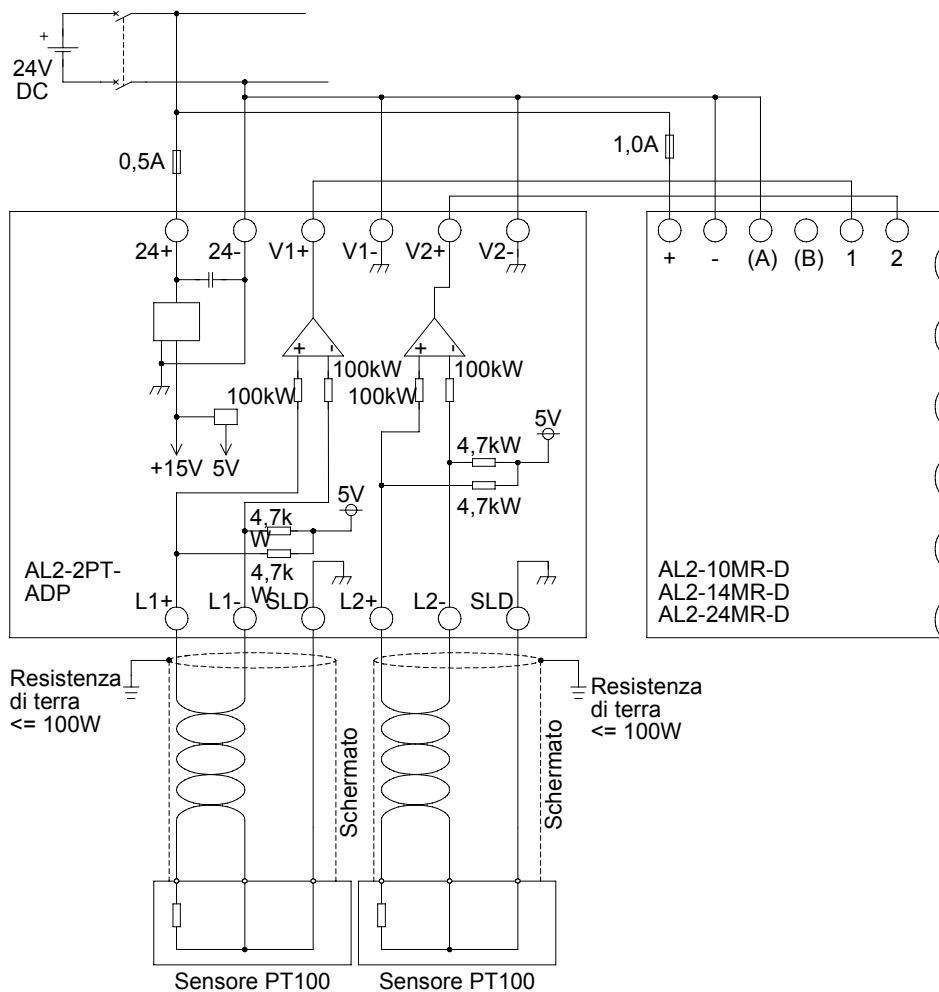 +
24V
DC
0,5A
1,0A
24+ 24- V1+ V1- V2+ V2-
+ - (A) (B) 1 2
+ -
+ -
100kW
100kW
100kW
100kW
5V
4,7kW
4,7kW
+15V 5V
5V
4,7k
W
4,7k
W
AL2-2PT-
ADP
AL2-10MR-D
AL2-14MR-D
AL2-24MR-D
L1+ L1- SLD L2+ L2- SLD
Resistenza
di terra
<= 100W
Schermato
Resistenza
di terra
<= 100W
Schermato
Sensore PT100 Sensore PT100